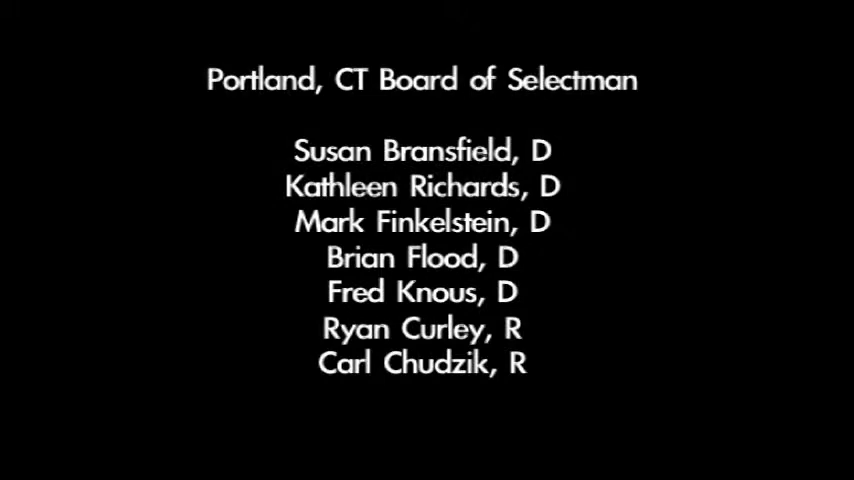 Portland, CT Board of Selectman
Susan Bransfield, D
Kathleen Richards, D
Mark Finkelstein, D
Brian Flood, D
Fred Knous, D
Ryan Curley, R
Carl Chudzik, R